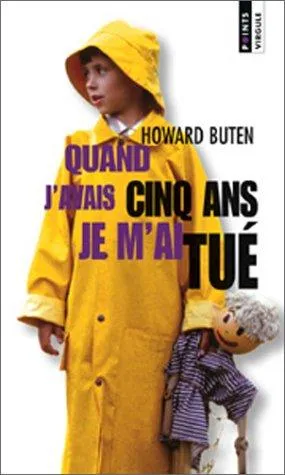 POINTS
VIRGULE
HOWARD BUTEN
QUAND
J'AVAIS CINQ ANS
JE M'AI TUÉ